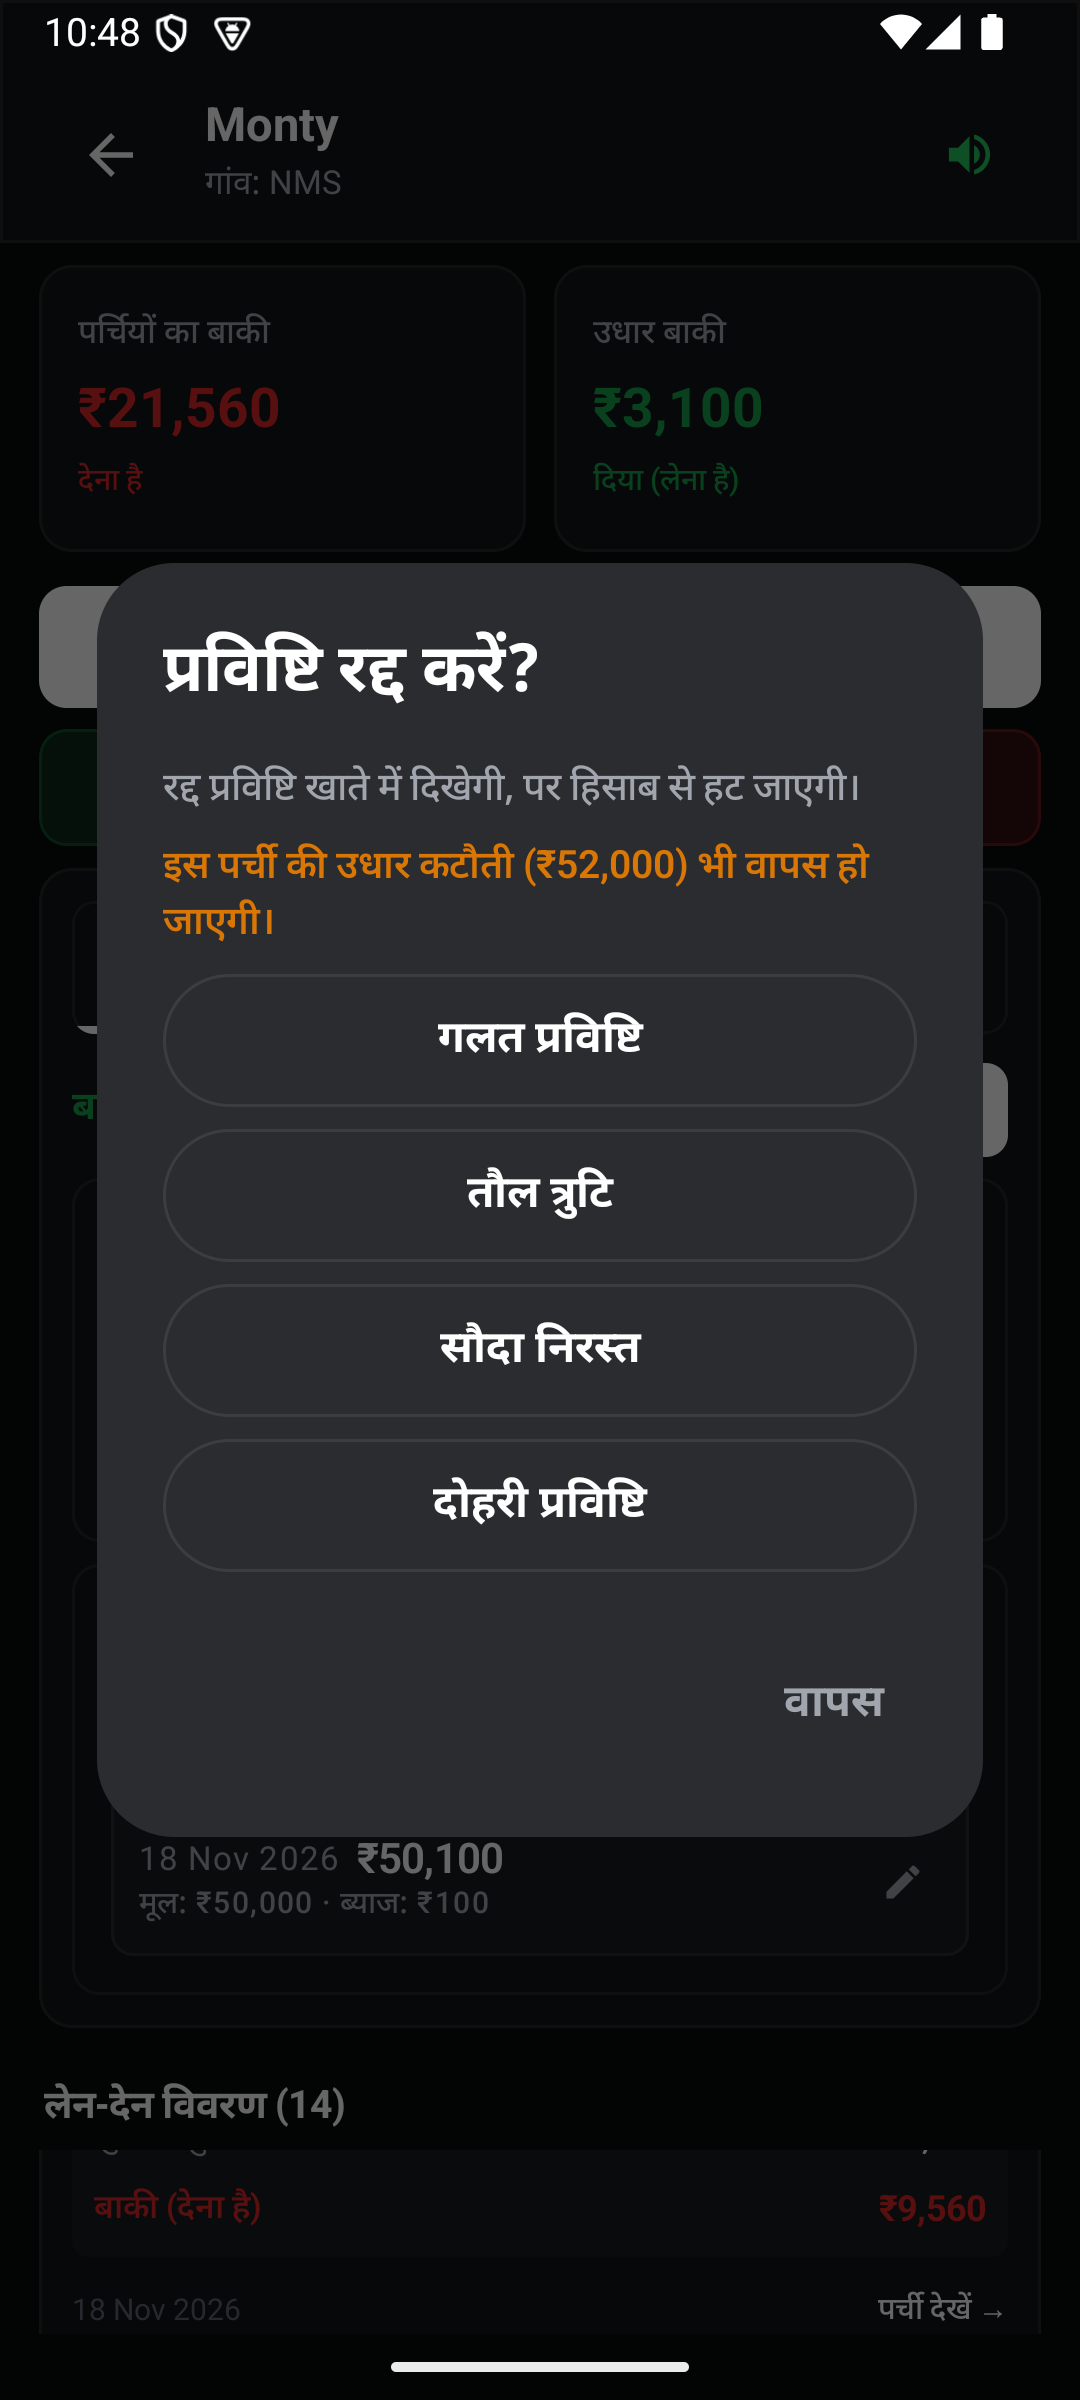 10:48
Monty
गांव: NMS
पर्चियों का बाकी
उधार बाकी
₹21,560
₹3,100
देना है
दिया (लेना है)
प्रविष्टि रद्द करें?
रद्द प्रविष्टि खाते में दिखेगी, पर हिसाब से हट जाएगी।
इस पर्ची की उधार कटौती (₹52,000) भी वापस हो
जाएगी।
गलत प्रविष्टि
तौल त्रुटि
सौदा निरस्त
दोहरी प्रविष्टि
वापस
18 Nov 2026 ₹50,100
मूल: ₹50,000 · ब्याज: ₹100
लेन-देन विवरण (14)
बाकी (देना है)
₹9,560
18 Nov 2026
पर्ची देखें →